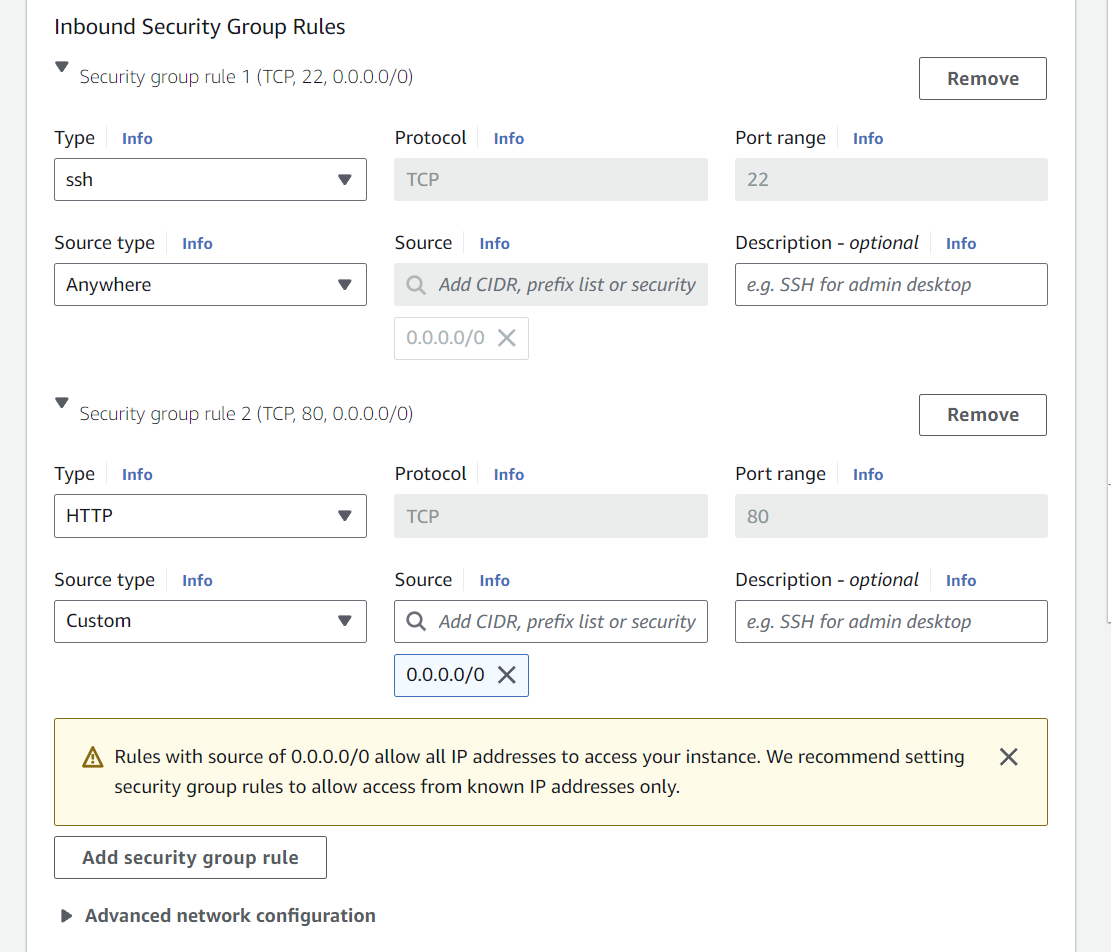 Inbound Security Group Rules
Security group rule 1 (TCP, 22, 0.0.0.0/0)
Remove
Type Info Protocol Info Port range Info
ssh TCP 22
Source type Info Source Info Description - optional Info
Anywhere Add CIDR, prefix list or security e.g. SSH for admin desktop
0.0.0.0/0
Security group rule 2 (TCP, 80, 0.0.0.0/0)
Remove
Type Info Protocol Info Port range Info
HTTP TCP 80
Source type Info Source Info Description - optional Info
Custom Add CIDR, prefix list or security e.g. SSH for admin desktop
0.0.0.0/0
Rules with source of 0.0.0.0/0 allow all IP addresses to access your instance. We recommend setting
security group rules to allow access from known IP addresses only.
Add security group rule
Advanced network configuration